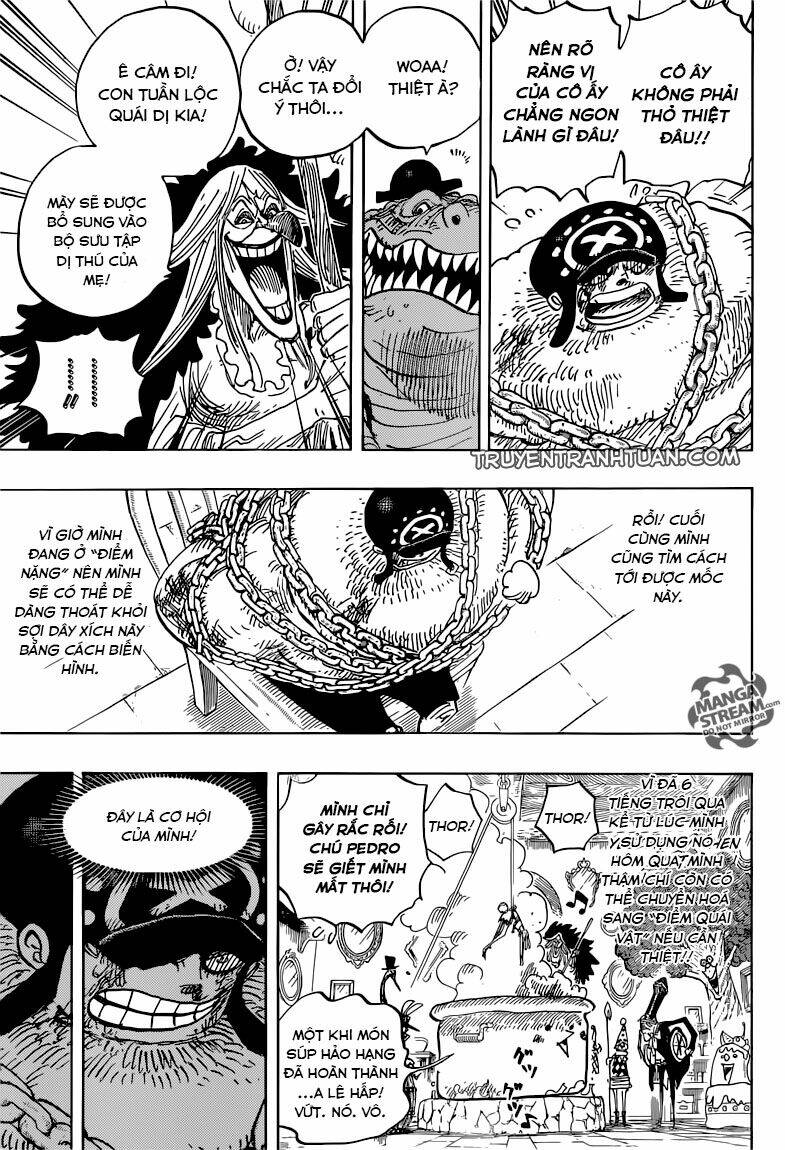 CÔ ẤY
KHÔNG PHẢI
THỎ THIỆT
ĐÂU!!
NÊN RÕ
RÀNG VỊ
CỦA CÔ ẤY
CHẲNG NGON
LÀNH GÌ ĐÂU!
WOAA!
THIỆT À?
Ờ! VẬY
CHẮC TA ĐỔI
Ý THÔI...
Ê CÂM ĐI!
CON TUẦN LỘC
QUÁI DỊ KIA!
MÀY SẼ ĐƯỢC
BỔ SUNG VÀO
BỘ SƯU TẬP
DỊ THÚ CỦA
MẸ!
TRUYENTRANHTUAN.COM
RỒI! CUỐI
CÙNG MÌNH
CŨNG TÌM CÁCH
TỚI ĐƯỢC MỐC
NÀY.
VÌ GIỜ MÌNH
ĐANG Ở "ĐIỂM
NẶNG" NÊN MÌNH
SẼ CÓ THỂ DỄ
DÀNG THOÁT KHỎI
SỢI DÂY XÍCH NÀY
BẰNG CÁCH BIẾN
HÌNH.
MANGA
STREAM.com
DO NOT MIRROR
VÌ ĐÃ 6
TIẾNG TRÔI QUA
KỂ TỪ LÚC MÌNH
SỬ DỤNG NÓ
HÔM QUA MÌNH
THẬM CHÍ CÒN CÓ
THỂ CHUYỂN HOÁ
SANG "ĐIỂM QUÁI
VẬT" NẾU CẦN
THIẾT!!
THOR!
THOR!
MÌNH CHỈ
GÂY RẮC RỐI!
CHÚ PEDRO
SẼ GIẾT MÌNH
MẤT THÔI!
MỘT KHI MÓN
SÚP HẢO HẠNG
ĐÃ HOÀN THÀNH
...A LÊ HẤP!
VỨT. NÓ. VÔ.
ĐÂY LÀ CƠ HỘI
CỦA MÌNH!